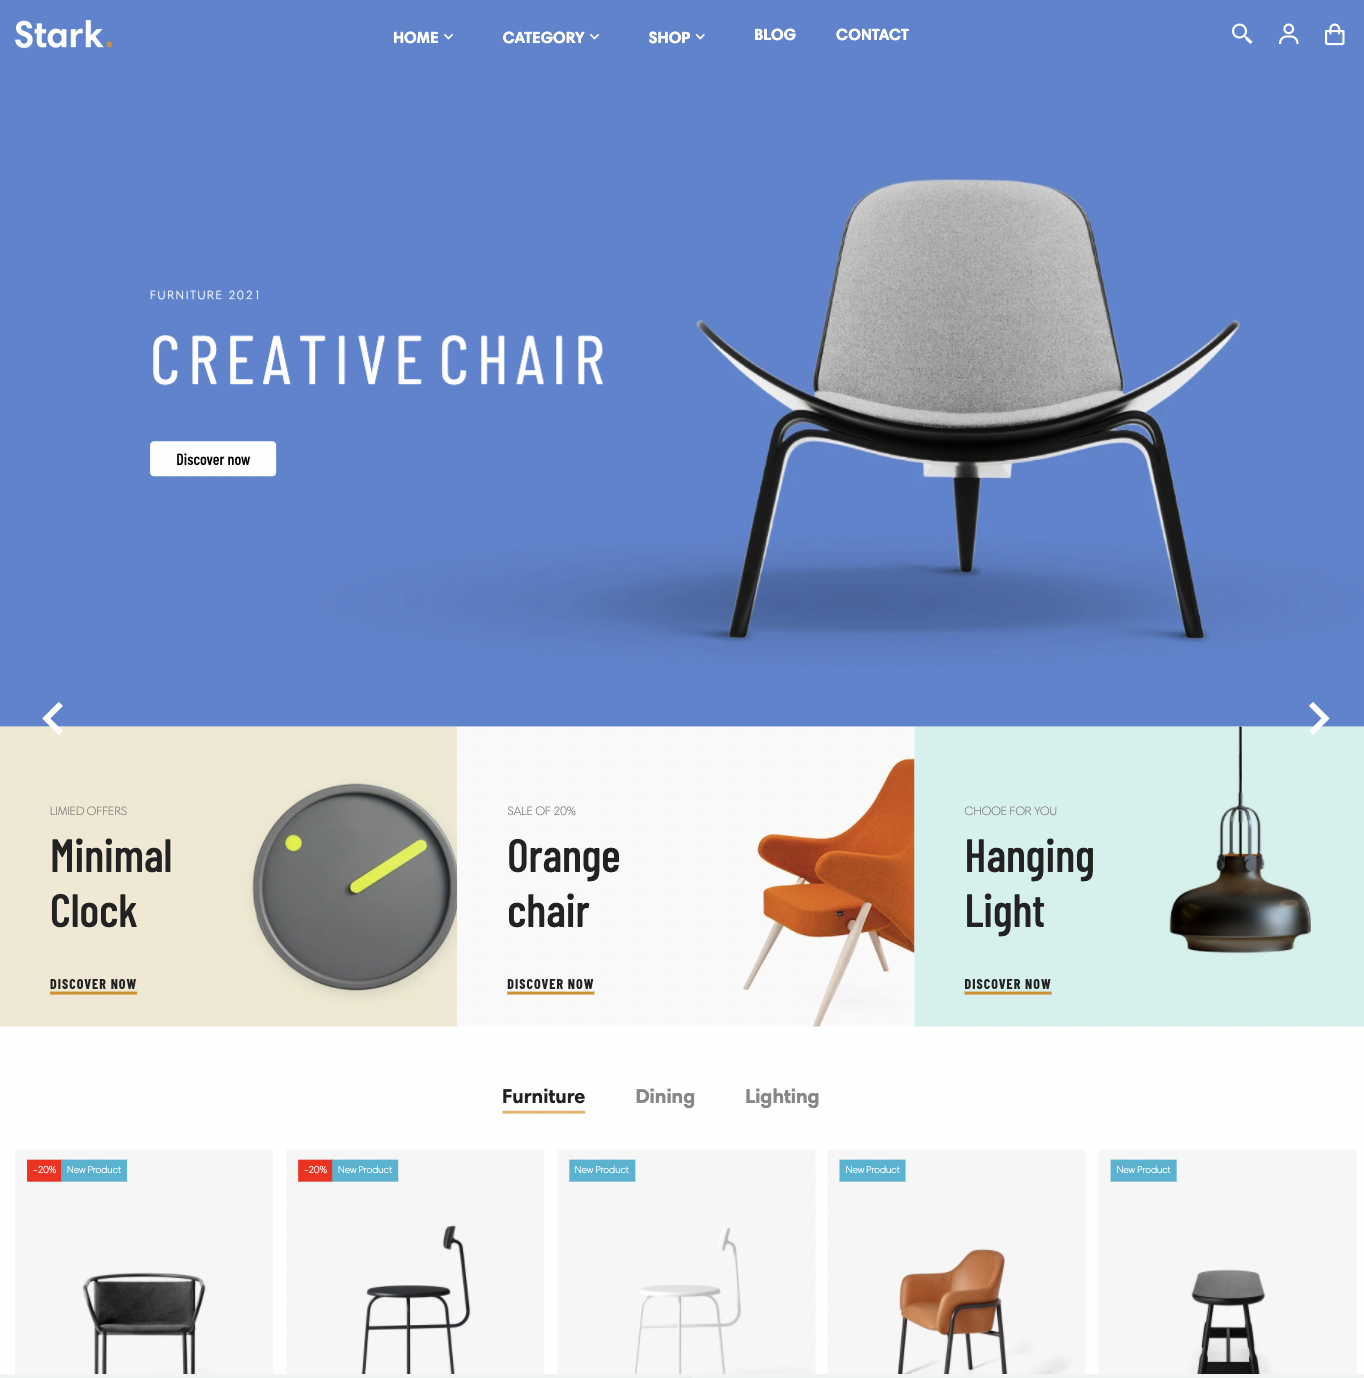 Stark.
HOME
CATEGORY
SHOP
BLOG
CONTACT
FURNITURE 2021
CREATIVE CHAIR
Discover now
LIMIED OFFERS
Minimal
Clock
DISCOVER NOW
SALE OF 20%
Orange
chair
DISCOVER NOW
CHOOE FOR YOU
Hanging
Light
DISCOVER NOW
Furniture
Dining
Lighting
-20% New Product
-20% New Product
New Product
New Product
New Product